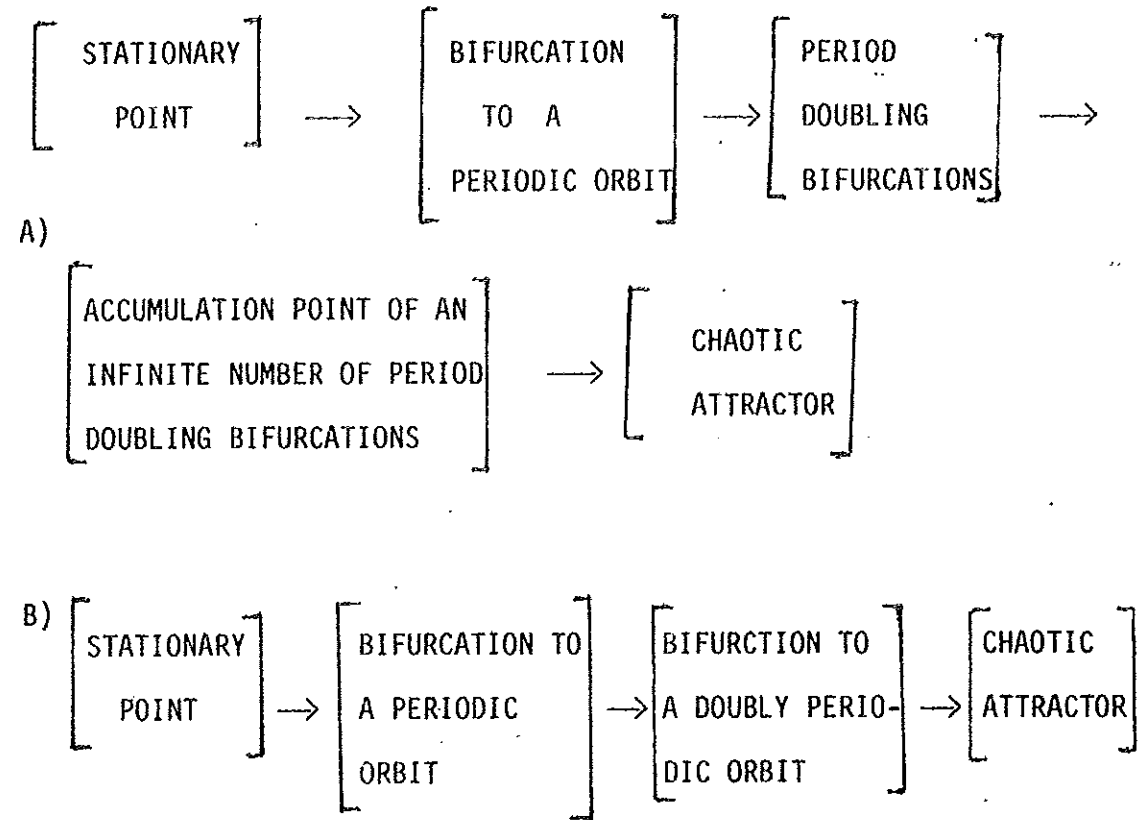 STATIONARY
POINT
BIFURCATION
TO A
PERIODIC ORBIT
PERIOD
DOUBLING
BIFURCATIONS
A)
ACCUMULATION POINT OF AN
INFINITE NUMBER OF PERIOD
DOUBLING BIFURCATIONS
CHAOTIC
ATTRACTOR
B)
STATIONARY
POINT
BIFURCATION TO
A PERIODIC
ORBIT
BIFURCTION TO
A DOUBLY PERIO-
DIC ORBIT
CHAOTIC
ATTRACTOR